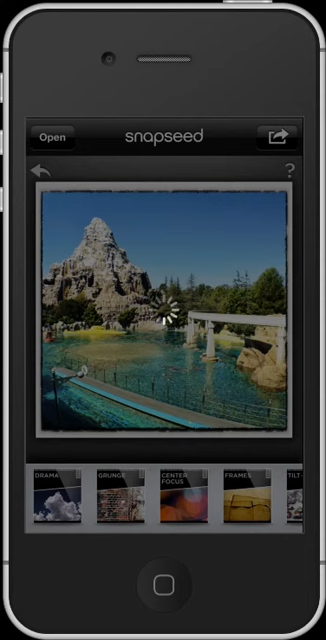 Open
snapseed
?
DRAMA
GRUNGE
CENTER
FOCUS
FRAMES
TILT-